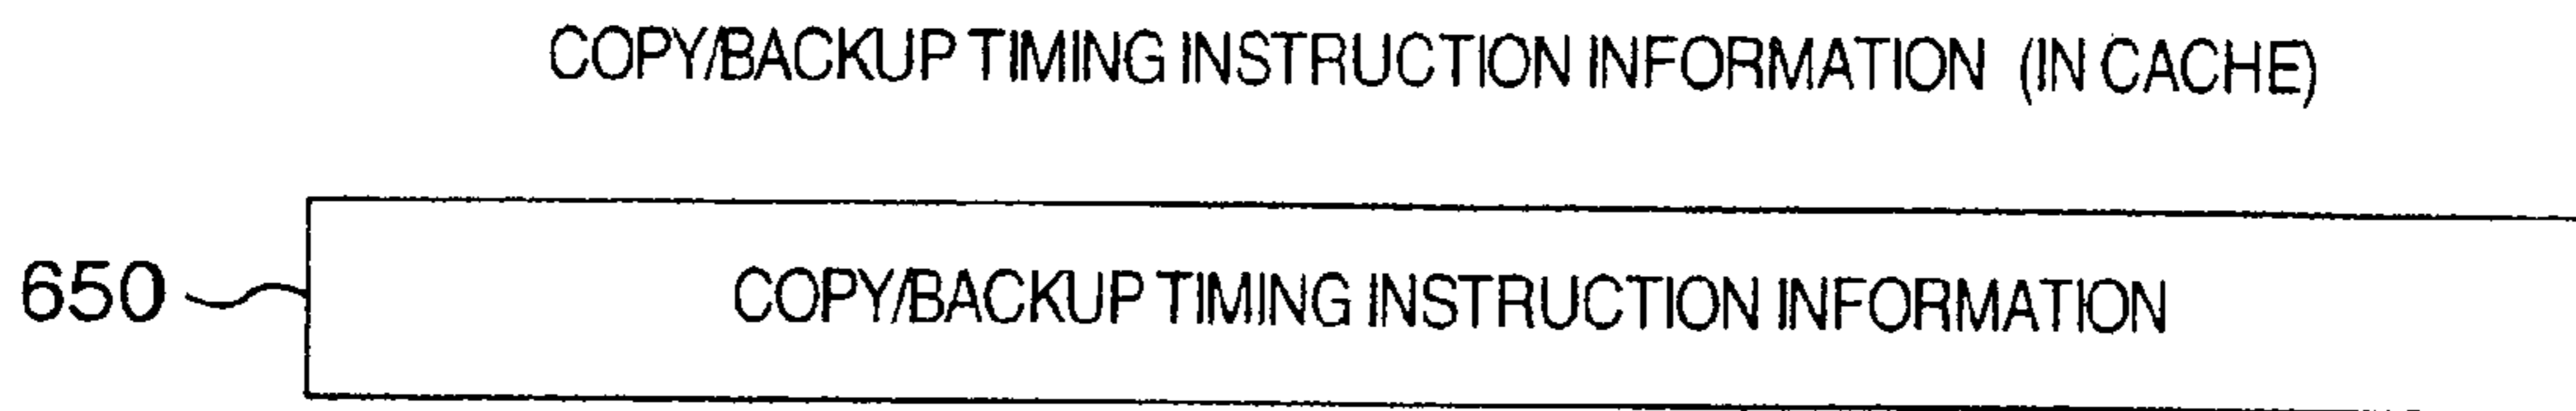 COPY/BACKUP TIMING INSTRUCTION INFORMATION (IN CACHE)
650 COPY/BACKUP TIMING INSTRUCTION INFORMATION